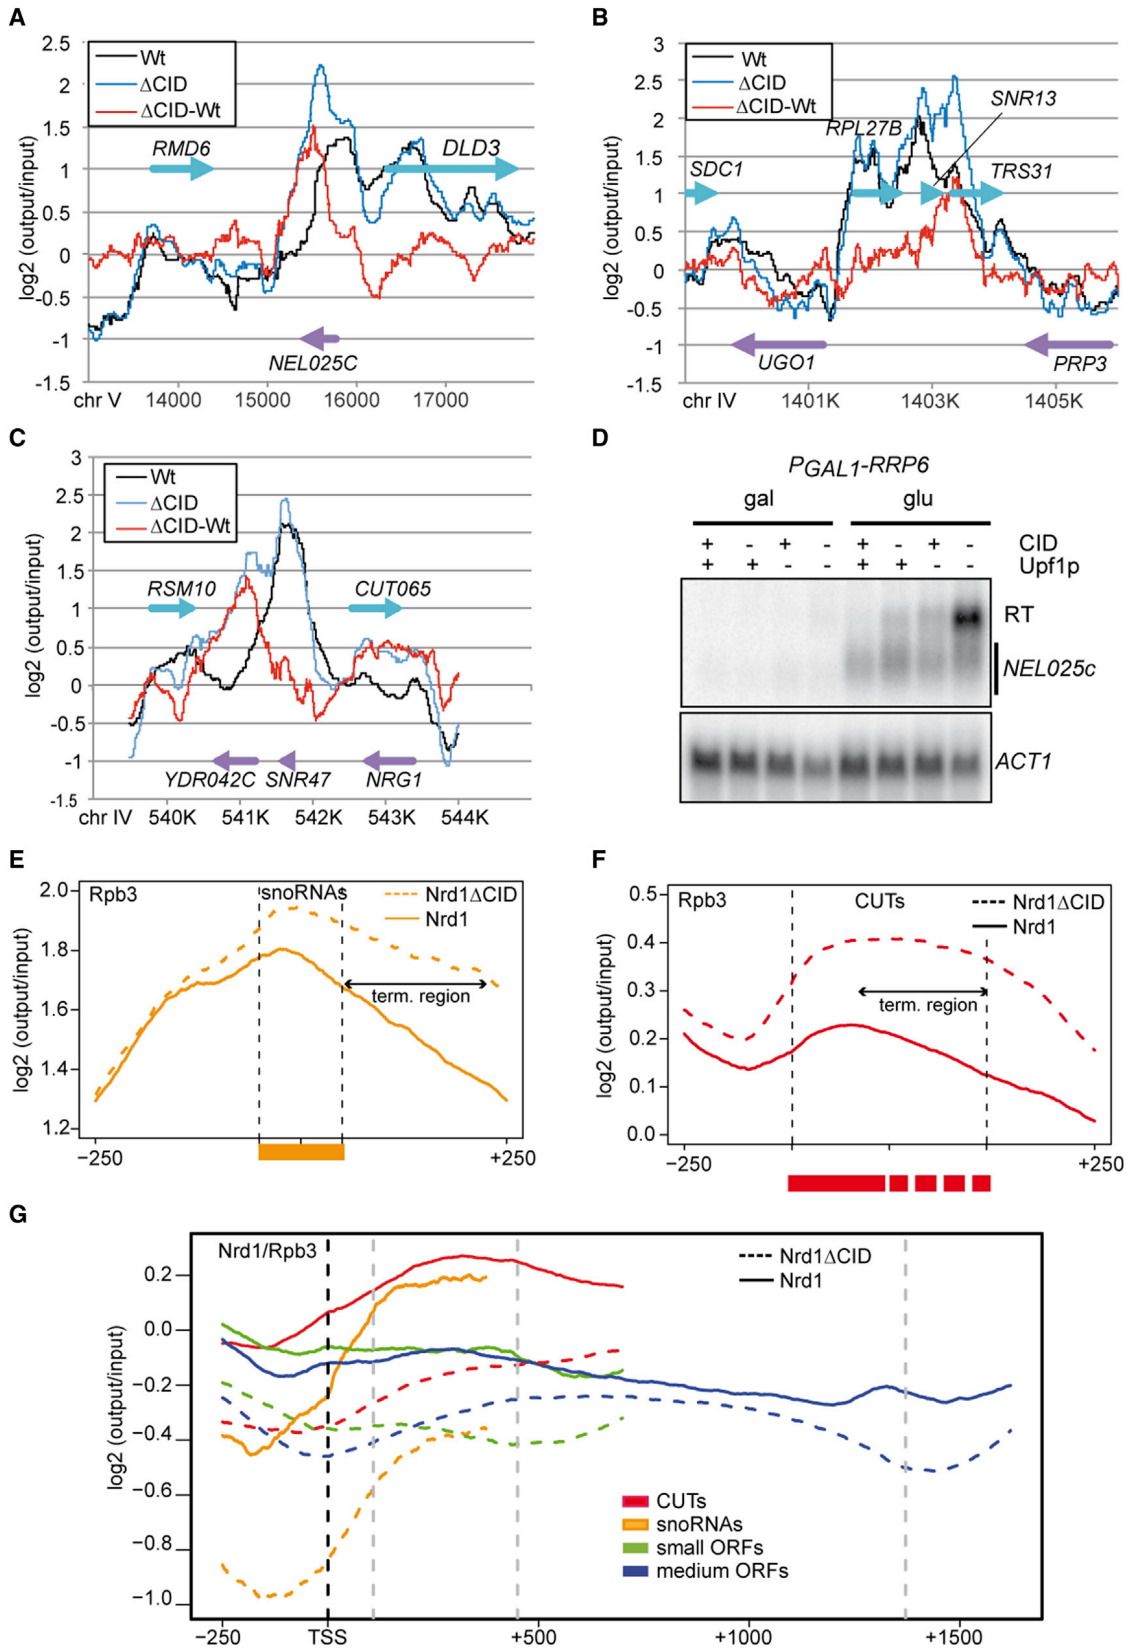 A
2.5
2
1.5
1
0.5
0
-0.5
-1
-1.5
log2 (output/input)
Wt
ΔCID
ΔCID-Wt
RMD6
DLD3
NEL025C
chr V
14000
15000
16000
17000
B
3
2.5
2
1.5
1
0.5
0
-0.5
-1
-1.5
log2 (output/input)
Wt
ΔCID
ΔCID-Wt
SNR13
RPL27B
SDC1
TRS31
UGO1
PRP3
chr IV
1401K
1403K
1405K
C
3
2.5
2
1.5
1
0.5
0
-0.5
-1
-1.5
log2 (output/input)
Wt
ΔCID
ΔCID-Wt
RSM10
CUT065
YDR042C
SNR47
NRG1
chr IV
540K
541K
542K
543K
544K
D
PGAL1-RRP6
gal
glu
+ - + - + - + - CID
+ + - - + + - - Upf1p
RT
NEL025c
ACT1
E
2.0
1.8
1.6
1.4
1.2
log2 (output/input)
Rpb3
snoRNAs
Nrd1ΔCID
Nrd1
term. region
−250
+250
F
0.5
0.4
0.3
0.2
0.1
0.0
log2 (output/input)
Rpb3
CUTs
Nrd1ΔCID
Nrd1
term. region
−250
+250
G
0.2
0.0
−0.2
−0.4
−0.6
−0.8
−1.0
log2 (output/input)
Nrd1/Rpb3
Nrd1ΔCID
Nrd1
CUTs
snoRNAs
small ORFs
medium ORFs
−250
TSS
+500
+1000
+1500